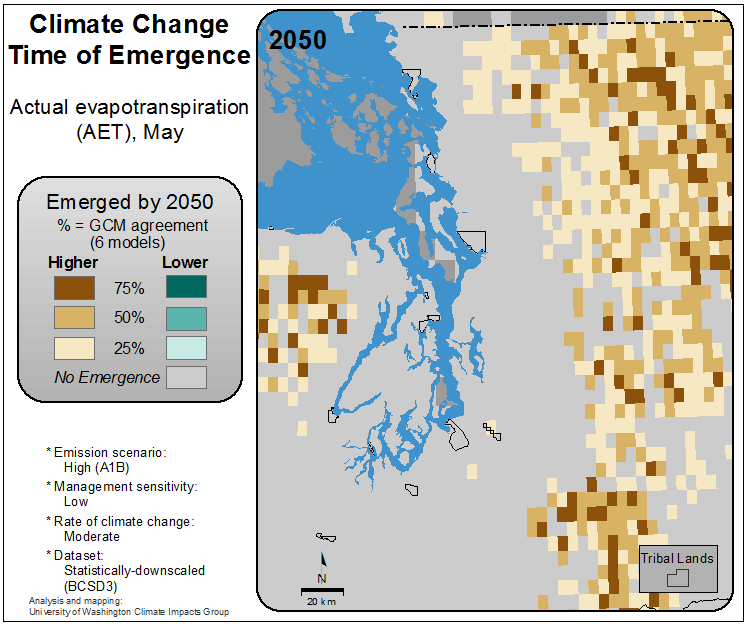 Climate Change
Time of Emergence
Actual evapotranspiration
(AET), May
Emerged by 2050
% = GCM agreement
(6 models)
Higher Lower
75%
50%
25%
No Emergence
* Emission scenario:
High (A1B)
* Management sensitivity:
Low
* Rate of climate change:
Moderate
* Dataset:
Statistically-downscaled
(BCSD3)
Analysis and mapping:
University of Washington Climate Impacts Group
2050
N
20 km
Tribal Lands